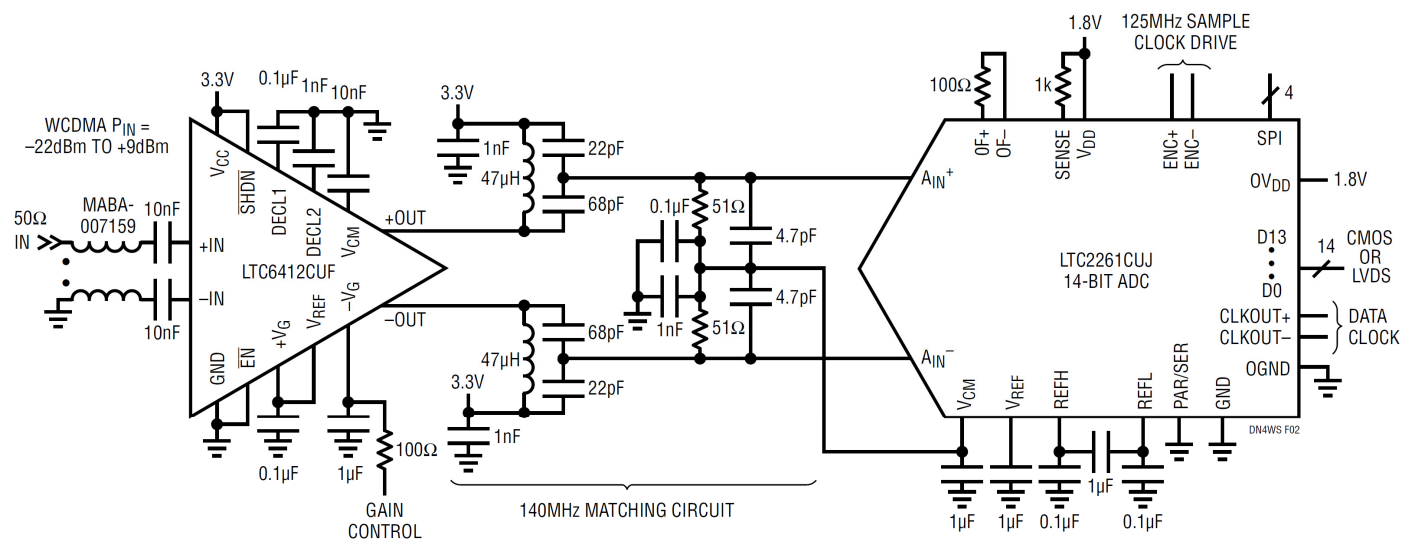 WCDMA PIN =
–22dBm TO +9dBm
50Ω
IN
MABA-
007159
10nF
10nF
3.3V
0.1µF
1nF
10nF
VCC
SHDN
DECL1
DECL2
VCM
+IN
–IN
LTC6412CUF
+OUT
–OUT
GND
EN
+VG
VREF
–VG
0.1µF
1µF
100Ω
GAIN
CONTROL
3.3V
1nF
47µH
22pF
68pF
68pF
47µH
22pF
3.3V
1nF
140MHz MATCHING CIRCUIT
0.1µF
51Ω
4.7pF
4.7pF
1nF
51Ω
100Ω
1k
1.8V
125MHz SAMPLE
CLOCK DRIVE
4
OF+
OF–
SENSE
VDD
ENC+
ENC–
SPI
AIN+
AIN–
LTC2261CUJ
14-BIT ADC
OVDD
1.8V
D13
D0
14
CMOS
OR
LVDS
CLKOUT+
CLKOUT–
DATA
CLOCK
OGND
VCM
VREF
REFH
REFL
PAR/SER
GND
DN4WS F02
1µF
1µF
0.1µF
1µF
0.1µF